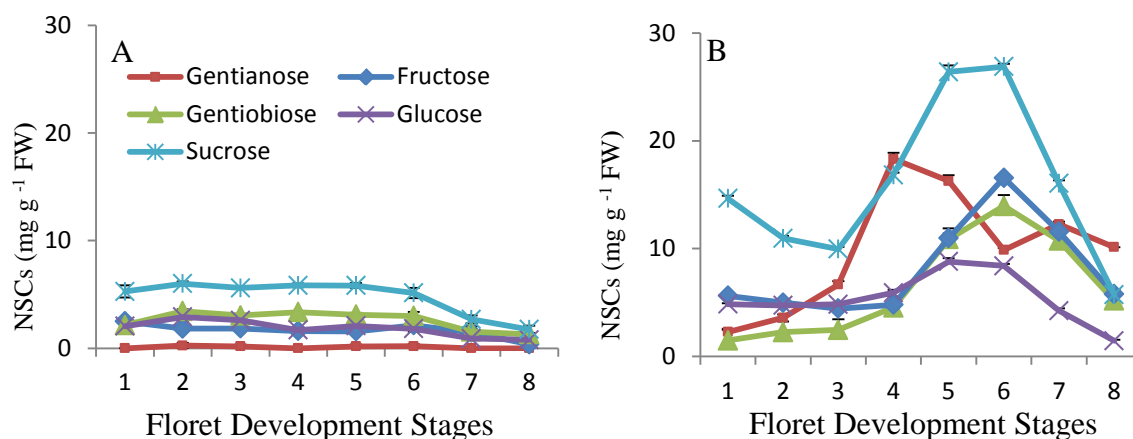 A
Gentianose Fructose
Gentiobiose Glucose
Sucrose
NSCs (mg g -1 FW)
30
20
10
0
1 2 3 4 5 6 7 8
Floret Development Stages
B
NSCs (mg g -1 FW)
30
20
10
0
1 2 3 4 5 6 7 8
Floret Development Stages